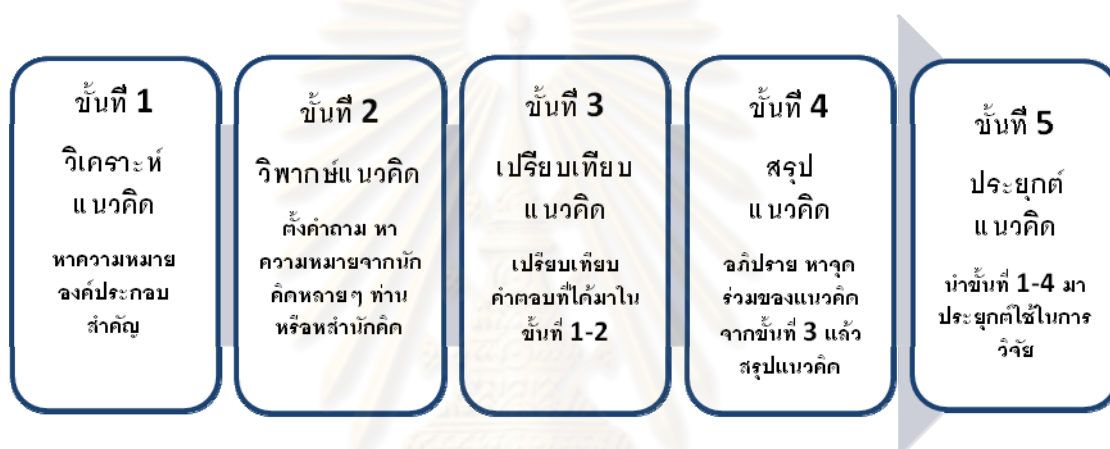 ขั้นที่ 1
วิเคราะห์
แนวคิด
หาความหมาย
องค์ประกอบ
สำคัญ
ขั้นที่ 2
วิพากษ์แนวคิด
ตั้งคำถาม หา
ความหมายจากนัก
คิดหลายๆ ท่าน
หรือหสำนักคิด
ขั้นที่ 3
เปรียบเทียบ
แนวคิด
เปรียบเทียบ
คำตอบที่ได้มาใน
ขั้นที่ 1-2
ขั้นที่ 4
สรุป
แนวคิด
อภิปราย หาจุด
ร่วมของแนวคิด
จากขั้นที่ 3 แล้ว
สรุปแนวคิด
ขั้นที่ 5
ประยุกต์
แนวคิด
นำขั้นที่ 1-4 มา
ประยุกต์ใช้ในการ
วิจัย